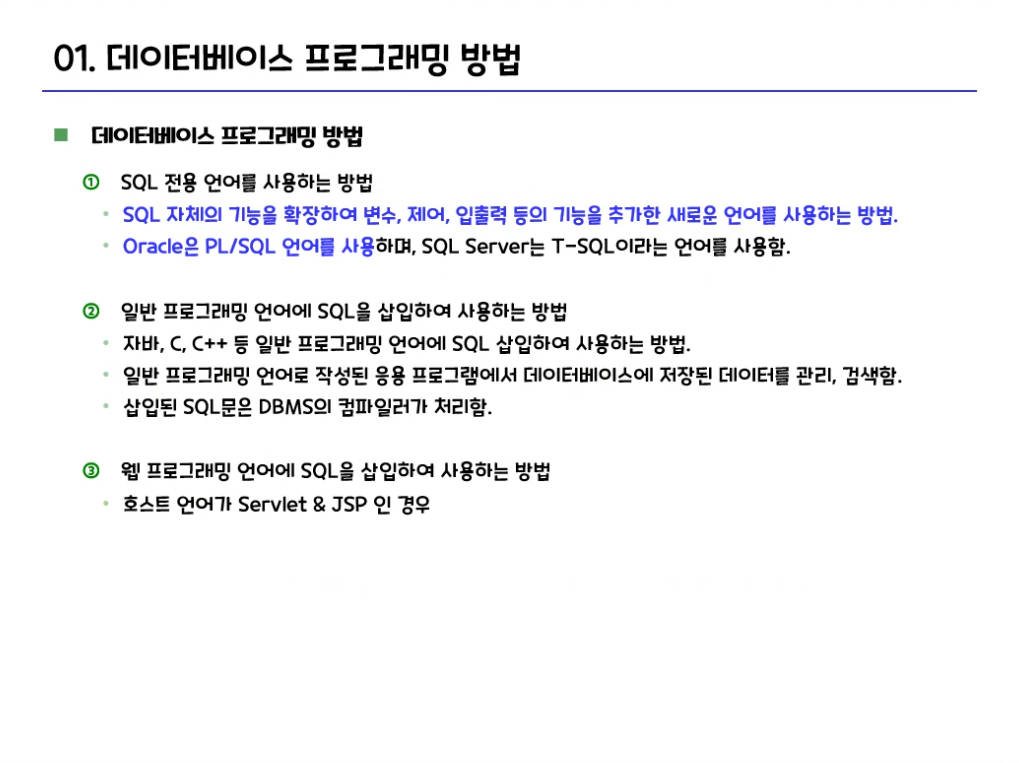 01. 데이터베이스 프로그래밍 방법
■ 데이터베이스 프로그래밍 방법
① SQL 전용 언어를 사용하는 방법
• SQL 자체의 기능을 확장하여 변수, 제어, 입출력 등의 기능을 추가한 새로운 언어를 사용하는 방법.
• Oracle은 PL/SQL 언어를 사용하며, SQL Server는 T-SQL이라는 언어를 사용함.
② 일반 프로그래밍 언어에 SQL을 삽입하여 사용하는 방법
• 자바, C, C++ 등 일반 프로그래밍 언어에 SQL 삽입하여 사용하는 방법.
• 일반 프로그래밍 언어로 작성된 응용 프로그램에서 데이터베이스에 저장된 데이터를 관리, 검색함.
• 삽입된 SQL문은 DBMS의 컴파일러가 처리함.
③ 웹 프로그래밍 언어에 SQL을 삽입하여 사용하는 방법
• 호스트 언어가 Servlet & JSP 인 경우